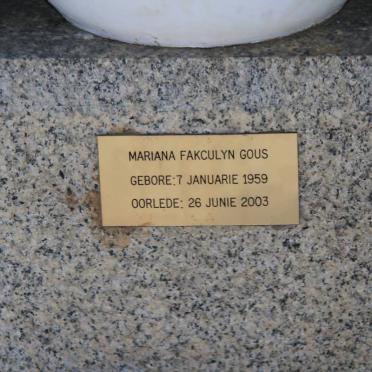 MARIANA FAKCULYN GOUS
GEBORE: 7 JANUARIE 1959
OORLEDE: 26 JUNIE 2003